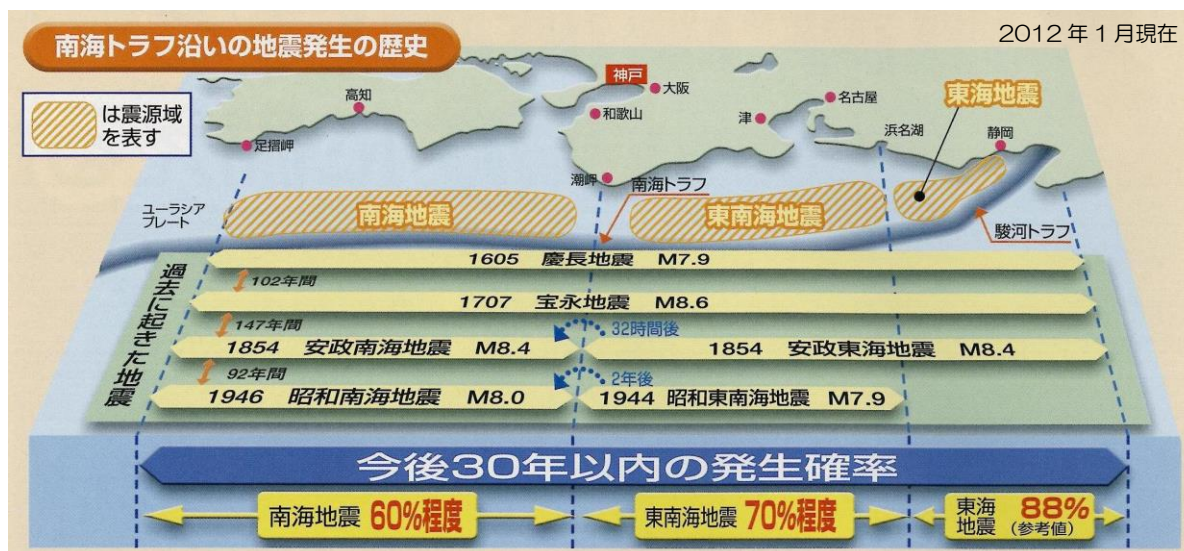 2012年1月現在
南海トラフ沿いの地震発生の歴史
は震源域
を表す
神戸
大阪
高知
和歌山
津
名古屋
東海地震
浜名湖
静岡
足摺岬
潮岬
南海トラフ
ユーラシア
プレート
南海地震
東南海地震
駿河トラフ
過去に起きた地震
1605 慶長地震 M7.9
102年間
1707 宝永地震 M8.6
147年間
32時間後
1854 安政南海地震 M8.4
1854 安政東海地震 M8.4
92年間
2年後
1946 昭和南海地震 M8.0
1944 昭和東南海地震 M7.9
今後30年以内の発生確率
南海地震 60%程度
東南海地震 70%程度
東海
地震
88%
(参考値)